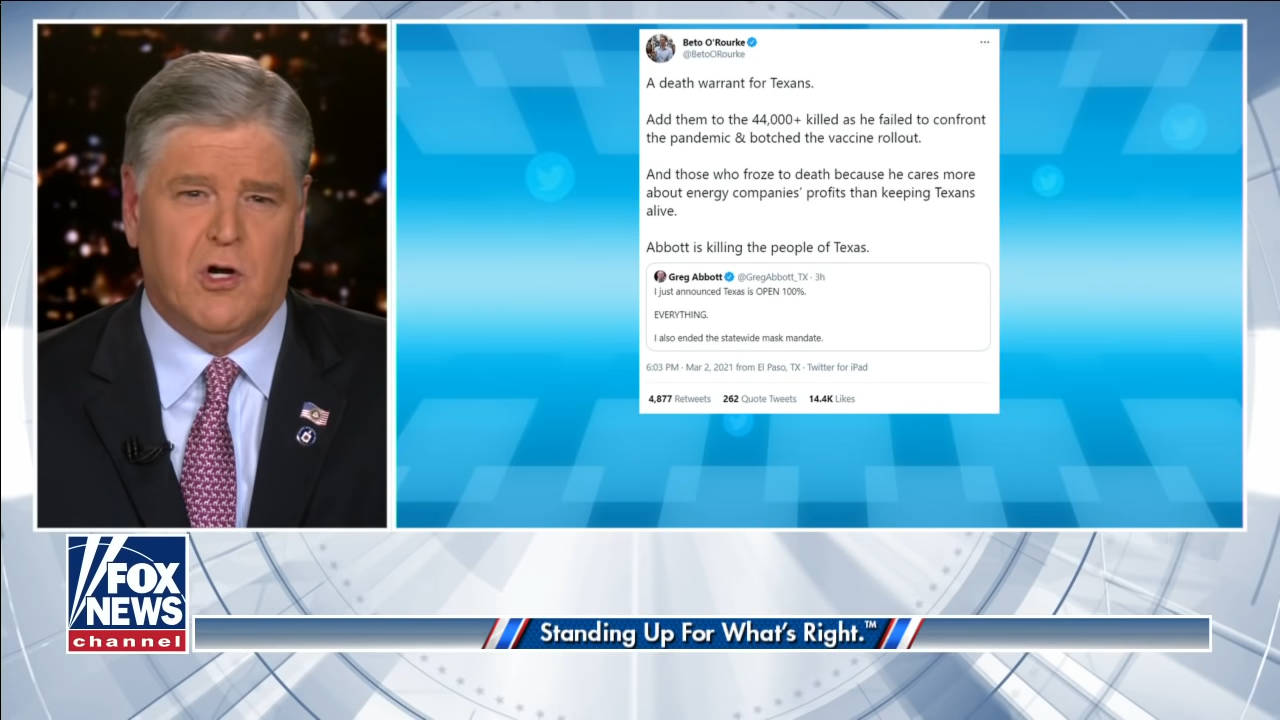 Beto O'Rourke
@BetoORourke
A death warrant for Texans.
Add them to the 44,000+ killed as he failed to confront
the pandemic & botched the vaccine rollout.
And those who froze to death because he cares more
about energy companies' profits than keeping Texans
alive.
Abbott is killing the people of Texas.
Greg Abbott @GregAbbott_TX · 3h
I just announced Texas is OPEN 100%.
EVERYTHING.
I also ended the statewide mask mandate.
6:03 PM · Mar 2, 2021 from El Paso, TX · Twitter for iPad
4,877 Retweets 262 Quote Tweets 14.4K Likes
FOX
NEWS
channel
Standing Up For What's Right.™